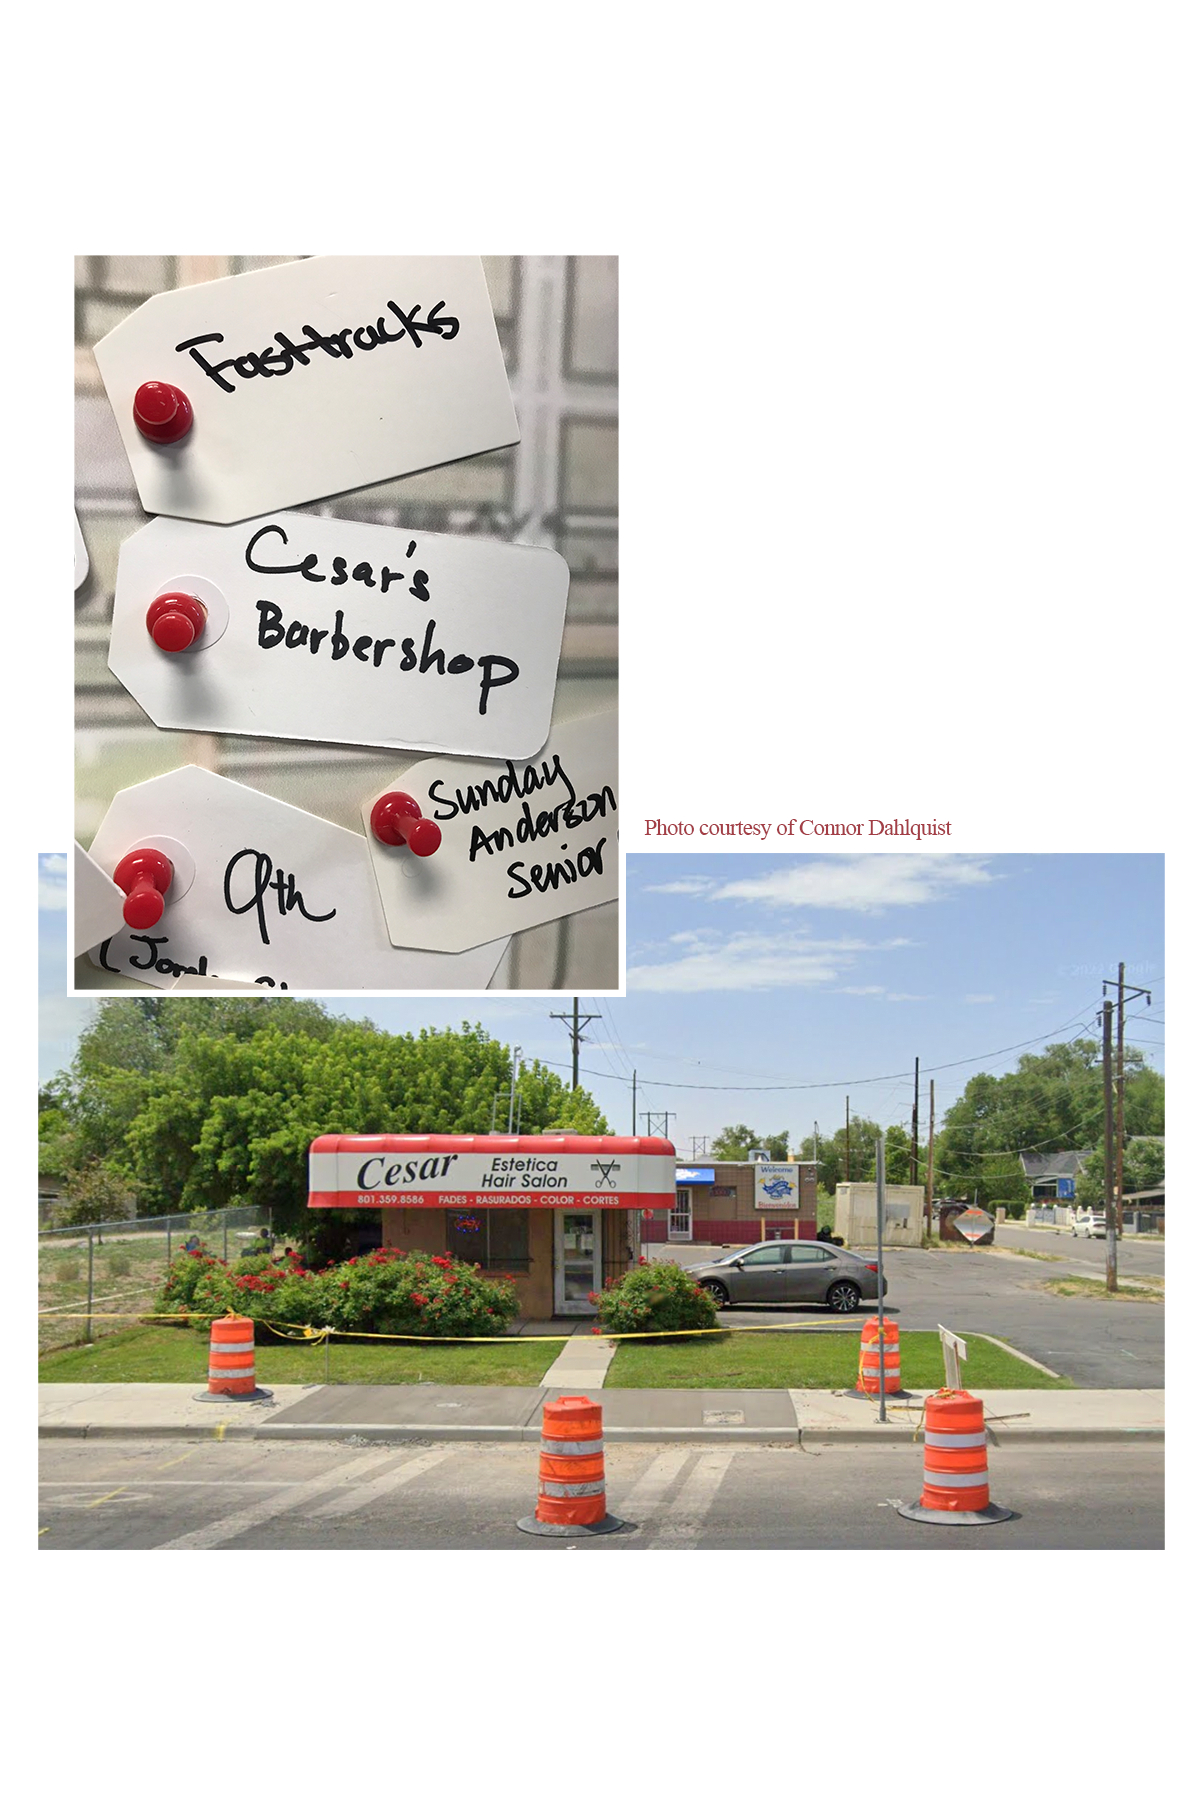 Fasttracks
Cesar's
Barbershop
Sunday
Anderson
Senior
9th
Photo courtesy of Connor Dahlquist
Cesar
Estetica
Hair Salon
801.359.8586 FADES - RASURADOS - COLOR - CORTES
Welcome
Bienvenidos